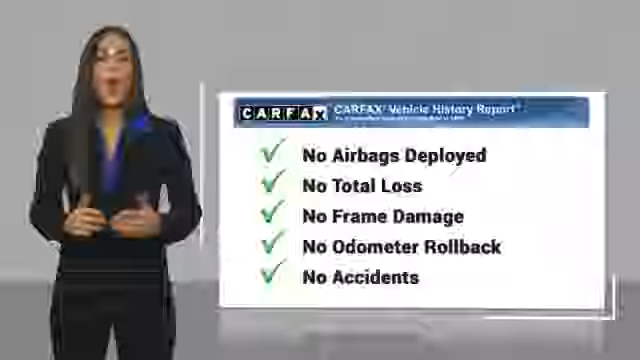 CARFAX CARFAX Vehicle History Report
No Airbags Deployed
No Total Loss
No Frame Damage
No Odometer Rollback
No Accidents